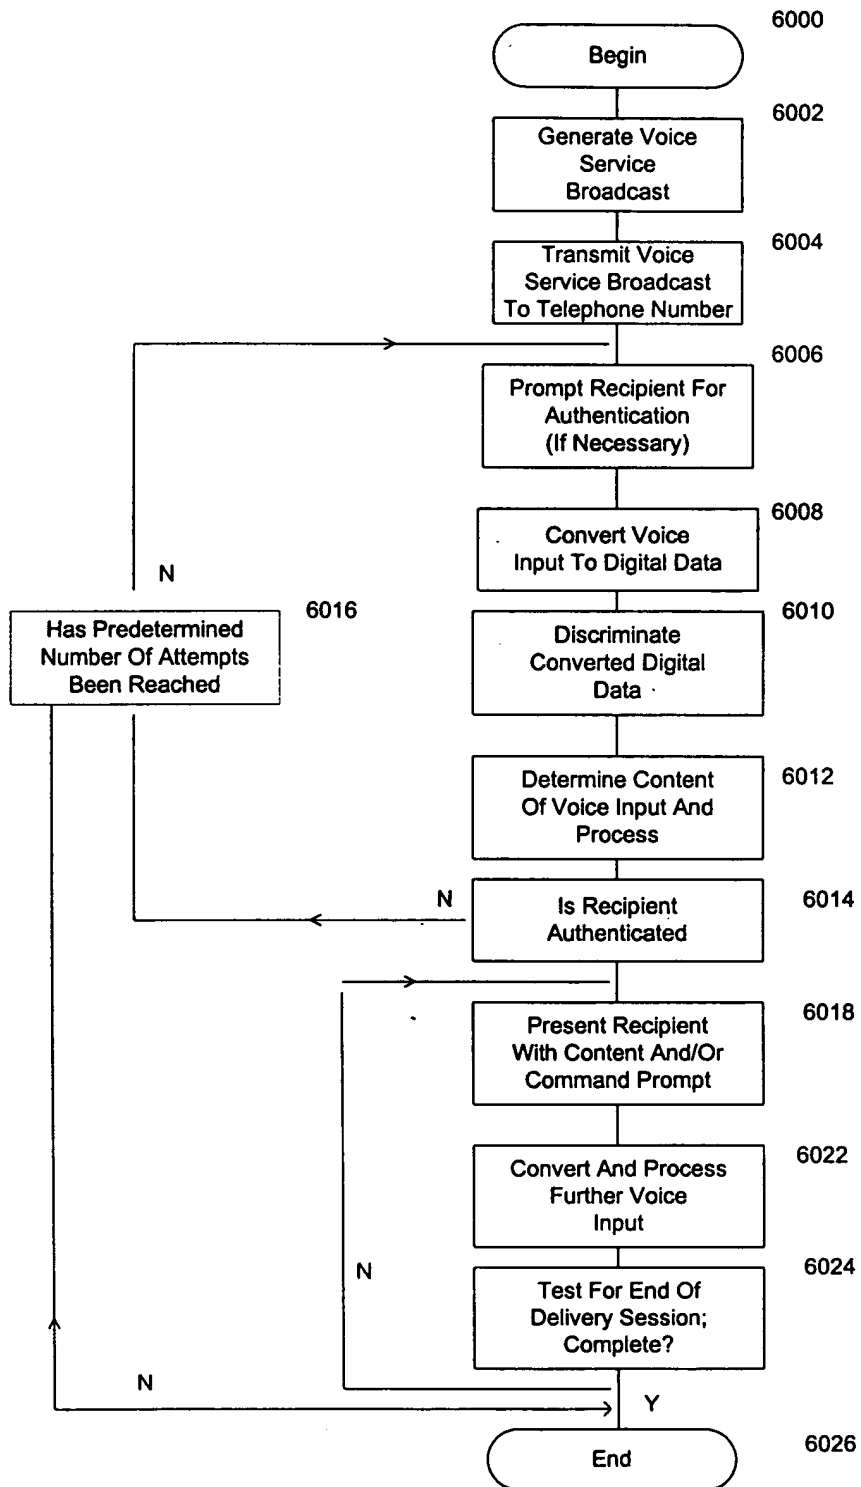 6000
Begin
6002
Generate Voice
Service
Broadcast
6004
Transmit Voice
Service Broadcast
To Telephone Number
6006
Prompt Recipient For
Authentication
(If Necessary)
6008
Convert Voice
Input To Digital Data
N
6016
Has Predetermined
Number Of Attempts
Been Reached
6010
Discriminate
Converted Digital
Data
6012
Determine Content
Of Voice Input And
Process
N
6014
Is Recipient
Authenticated
6018
Present Recipient
With Content And/Or
Command Prompt
6022
Convert And Process
Further Voice
Input
N
6024
Test For End Of
Delivery Session;
Complete?
N
Y
6026
End